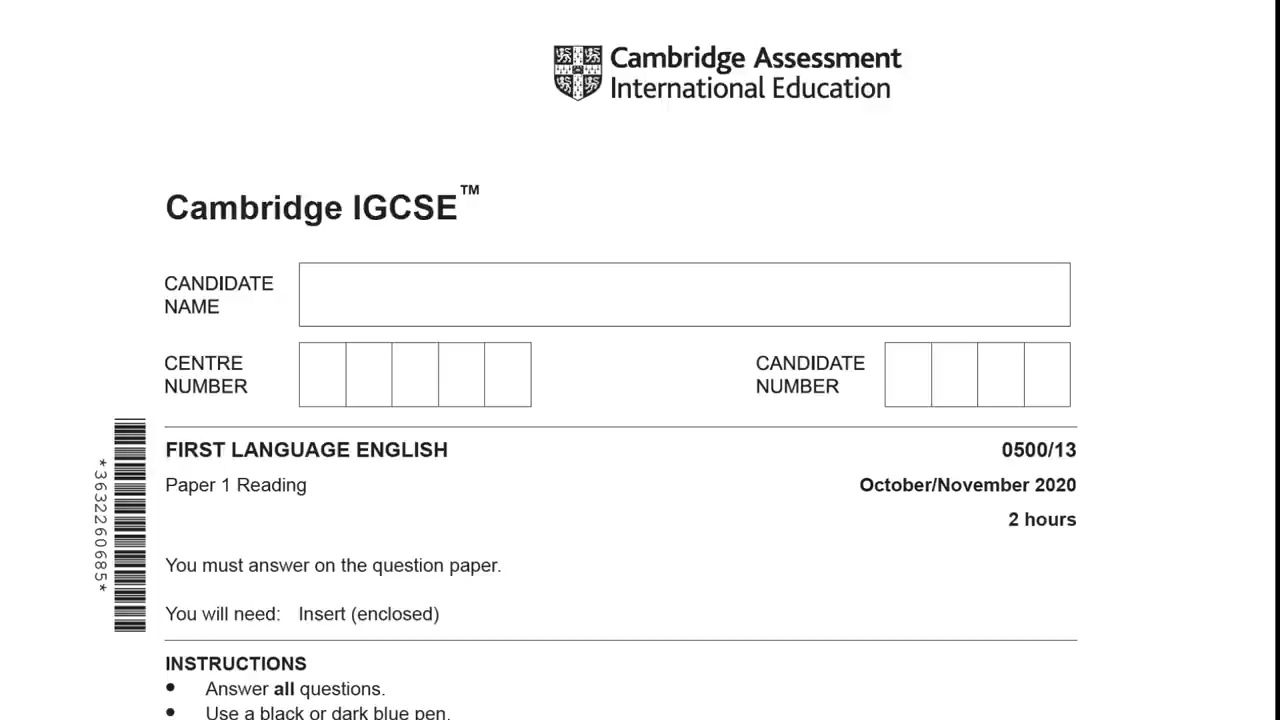 Cambridge Assessment
International Education
Cambridge IGCSE™
CANDIDATE
NAME
CENTRE
NUMBER
CANDIDATE
NUMBER
*3632260685*
FIRST LANGUAGE ENGLISH 0500/13
Paper 1 Reading October/November 2020
2 hours
You must answer on the question paper.
You will need: Insert (enclosed)
INSTRUCTIONS
● Answer all questions.
● Use a black or dark blue pen.